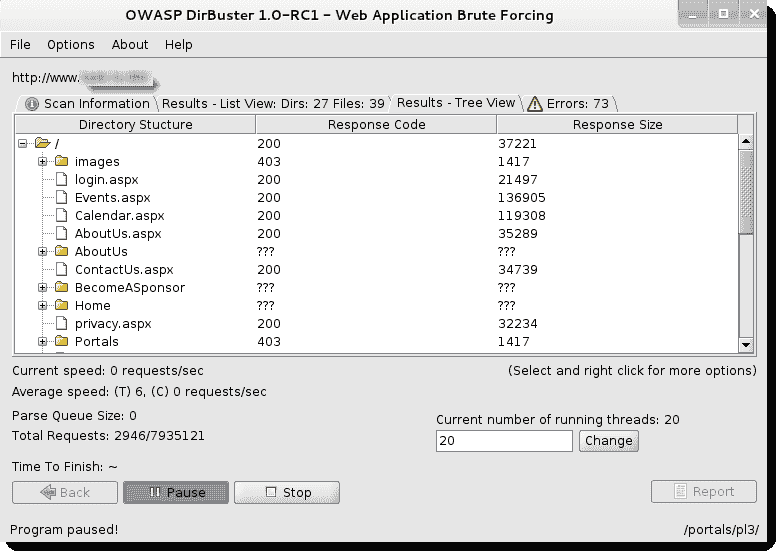 OWASP DirBuster 1.0-RC1 - Web Application Brute Forcing
File Options About Help
http://www.
Scan Information Results - List View: Dirs: 27 Files: 39 Results - Tree View Errors: 73
Directory Stucture Response Code Response Size
/ 200 37221
images 403 1417
login.aspx 200 21497
Events.aspx 200 136905
Calendar.aspx 200 119308
AboutUs.aspx 200 35289
AboutUs ??? ???
ContactUs.aspx 200 34739
BecomeASponsor ??? ???
Home ??? ???
privacy.aspx 200 32234
Portals 403 1417
Current speed: 0 requests/sec (Select and right click for more options)
Average speed: (T) 6, (C) 0 requests/sec
Parse Queue Size: 0 Current number of running threads: 20
Total Requests: 2946/7935121 20 Change
Time To Finish: ~
Back Pause Stop Report
Program paused! /portals/pl3/